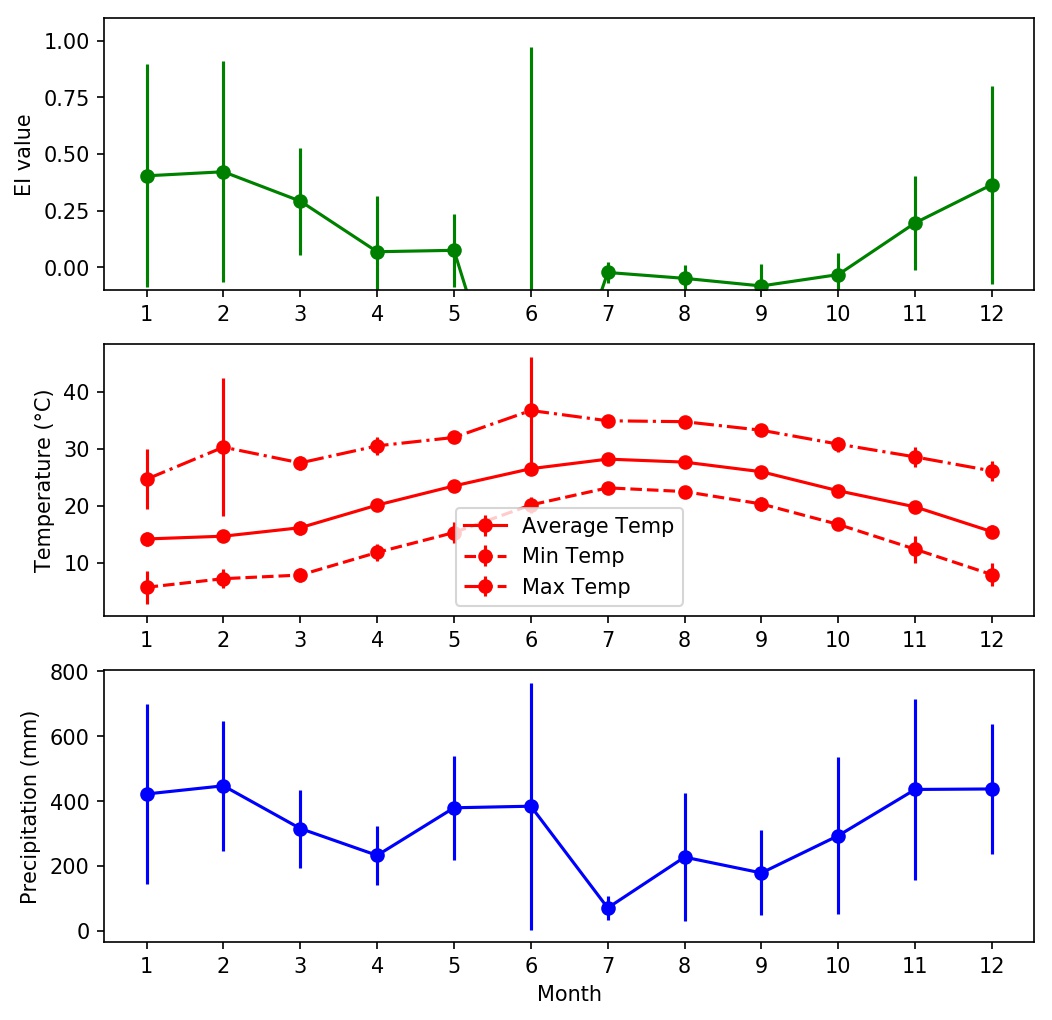 1.00
0.75
0.50
0.25
0.00
EI value
1 2 3 4 5 6 7 8 9 10 11 12
40
30
20
10
Temperature (°C)
Average Temp
Min Temp
Max Temp
1 2 3 4 5 6 7 8 9 10 11 12
800
600
400
200
0
Precipitation (mm)
1 2 3 4 5 6 7 8 9 10 11 12
Month